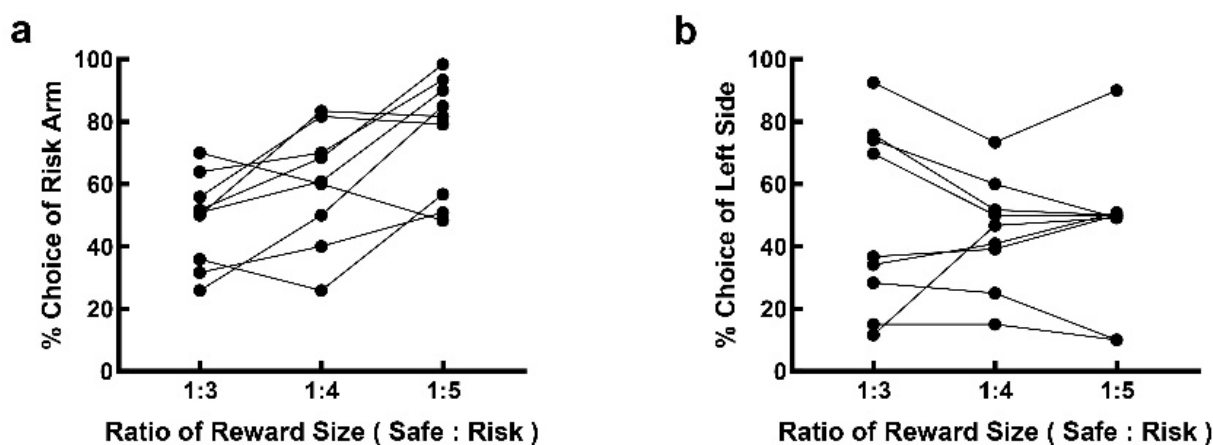 a
% Choice of Risk Arm
100
80
60
40
20
0
1:3 1:4 1:5
Ratio of Reward Size ( Safe : Risk )
b
% Choice of Left Side
100
80
60
40
20
0
1:3 1:4 1:5
Ratio of Reward Size ( Safe : Risk )